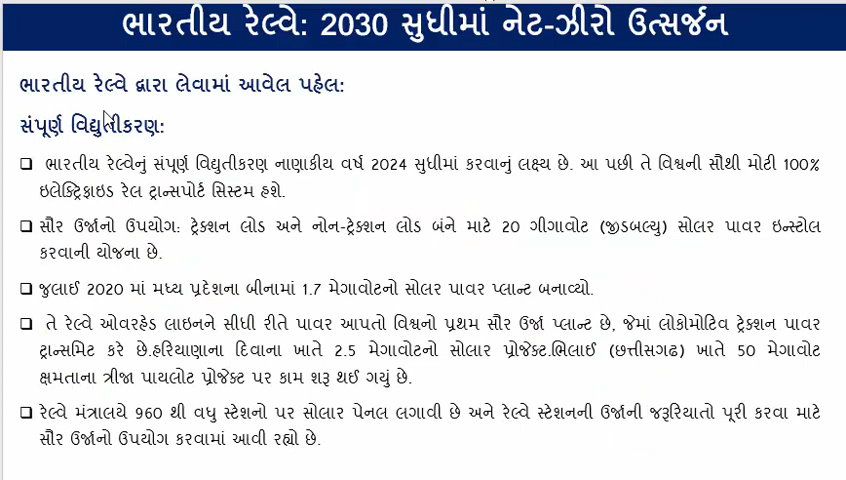 ભારતીય રેલ્વે: 2030 સુધીમાં નેટ-ઝીરો ઉત્સર્જન
ભારતીય રેલ્વે દ્વારા લેવામાં આવેલ પહેલ:
સંપૂર્ણ વિદ્યુતીકરણ:
ભારતીય રેલ્વેનું સંપૂર્ણ વિદ્યુતીકરણ નાણાકીય વર્ષ 2024 સુધીમાં કરવાનું લક્ષ્ય છે. આ પછી તે વિશ્વની સૌથી મોટી 100%
ઇલેક્ટ્રિફાઇડ રેલ ટ્રાન્સપોર્ટ સિસ્ટમ હશે.
સૌર ઉર્જાનો ઉપયોગ: ટ્રેક્શન લોડ અને નોન-ટ્રેક્શન લોડ બંને માટે 20 ગીગાવોટ (જીડબલ્યુ) સોલર પાવર ઇન્સ્ટોલ
કરવાની યોજના છે.
જુલાઈ 2020 માં મધ્ય પ્રદેશના બીનામાં 1.7 મેગાવોટનો સોલર પાવર પ્લાન્ટ બનાવ્યો.
તે રેલ્વે ઓવરહેડ લાઇનને સીધી રીતે પાવર આપતો વિશ્વનો પ્રથમ સૌર ઉર્જા પ્લાન્ટ છે, જેમાં લોકોમોટિવ ટ્રેક્શન પાવર
ટ્રાન્સમિટ કરે છે.હરિયાણાના દિવાના ખાતે 2.5 મેગાવોટનો સોલાર પ્રોજેક્ટ.ભિલાઈ (છત્તીસગઢ) ખાતે 50 મેગાવોટ
ક્ષમતાના ત્રીજા પાયલોટ પ્રોજેક્ટ પર કામ શરૂ થઈ ગયું છે.
રેલ્વે મંત્રાલયે 960 થી વધુ સ્ટેશનો પર સોલાર પેનલ લગાવી છે અને રેલ્વે સ્ટેશનની ઉર્જાની જરૂરિયાતો પૂરી કરવા માટે
સૌર ઉર્જાનો ઉપયોગ કરવામાં આવી રહ્યો છે.